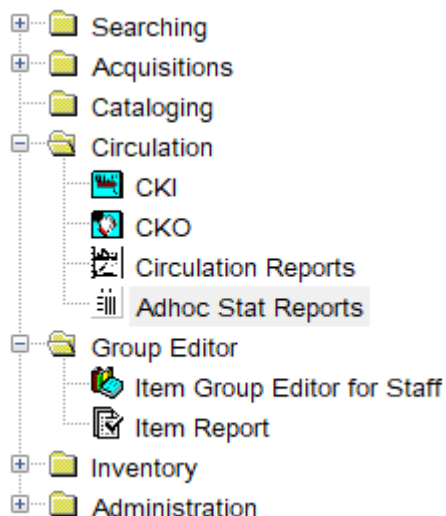 Searching
Acquisitions
Cataloging
Circulation
CKI
CKO
Circulation Reports
Adhoc Stat Reports
Group Editor
Item Group Editor for Staff
Item Report
Inventory
Administration